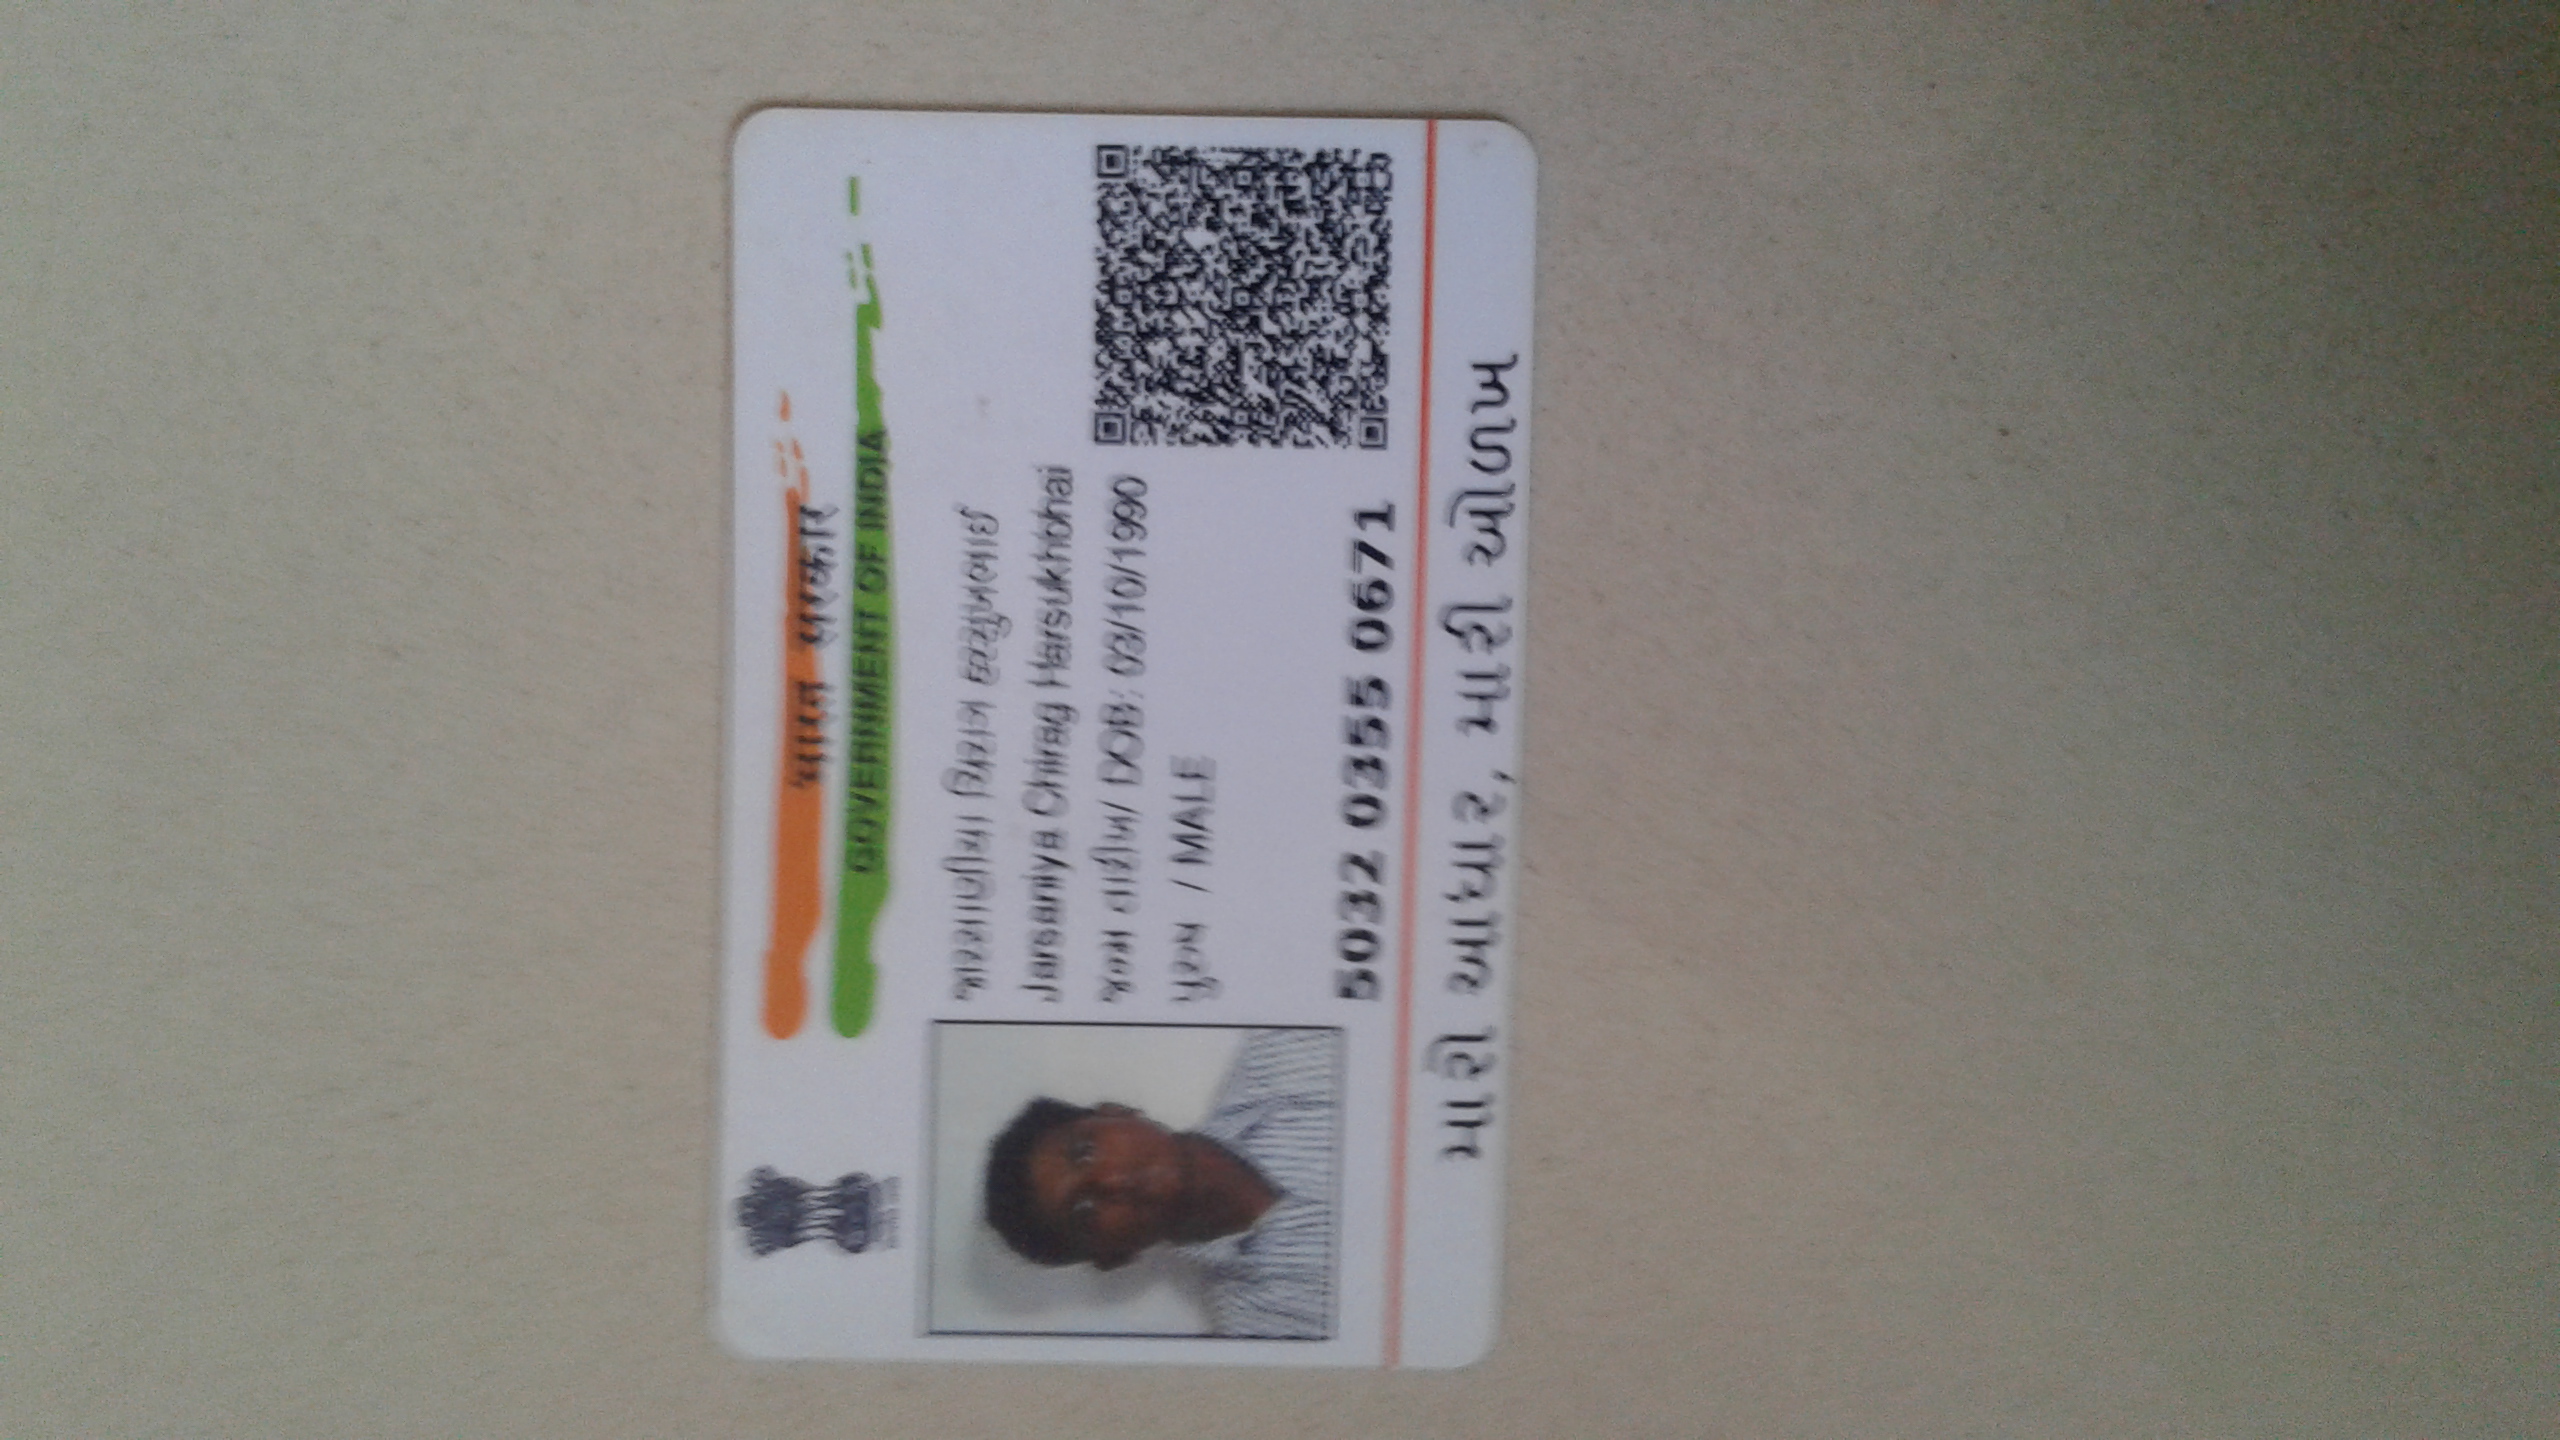 भारत सरकार
GOVERNMENT OF INDIA
જારસાણીયા ચિરાગ હરસુખભાઈ
Jarsaniya Chirag Harsukhbhai
જન્મ તારીખ/ DOB: 03/10/1990
પુરુષ / MALE
5032 0355 0671
મારો આધાર, મારી ઓળખ